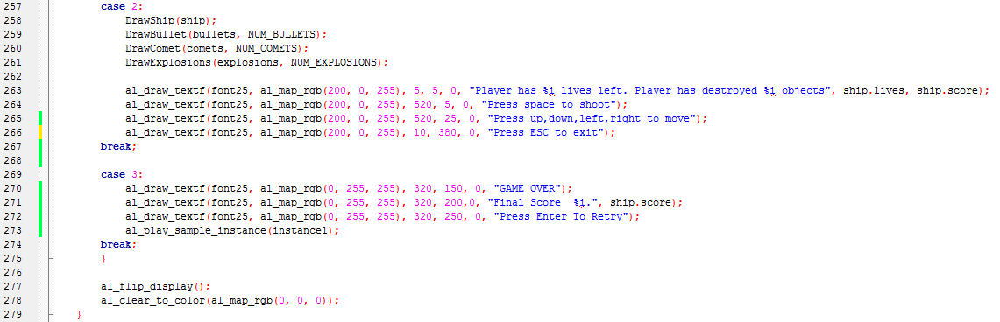 257 case 2:
258 DrawShip(ship);
259 DrawBullet(bullets, NUM_BULLETS);
260 DrawComet(comets, NUM_COMETS);
261 DrawExplosions(explosions, NUM_EXPLOSIONS);
262
263 al_draw_textf(font25, al_map_rgb(200, 0, 255), 5, 5, 0, "Player has %i lives left. Player has destroyed %i objects", ship.lives, ship.score);
264 al_draw_textf(font25, al_map_rgb(200, 0, 255), 520, 5, 0, "Press space to shoot");
265 al_draw_textf(font25, al_map_rgb(200, 0, 255), 520, 25, 0, "Press up,down,left,right to move");
266 al_draw_textf(font25, al_map_rgb(200, 0, 255), 10, 380, 0, "Press ESC to exit");
267 break;
268
269 case 3:
270 al_draw_textf(font25, al_map_rgb(0, 255, 255), 320, 150, 0, "GAME OVER");
271 al_draw_textf(font25, al_map_rgb(0, 255, 255), 320, 200,0, "Final Score  %i.", ship.score);
272 al_draw_textf(font25, al_map_rgb(0, 255, 255), 320, 250, 0, "Press Enter To Retry");
273 al_play_sample_instance(instance1);
274 break;
275 }
276
277 al_flip_display();
278 al_clear_to_color(al_map_rgb(0, 0, 0));
279 }